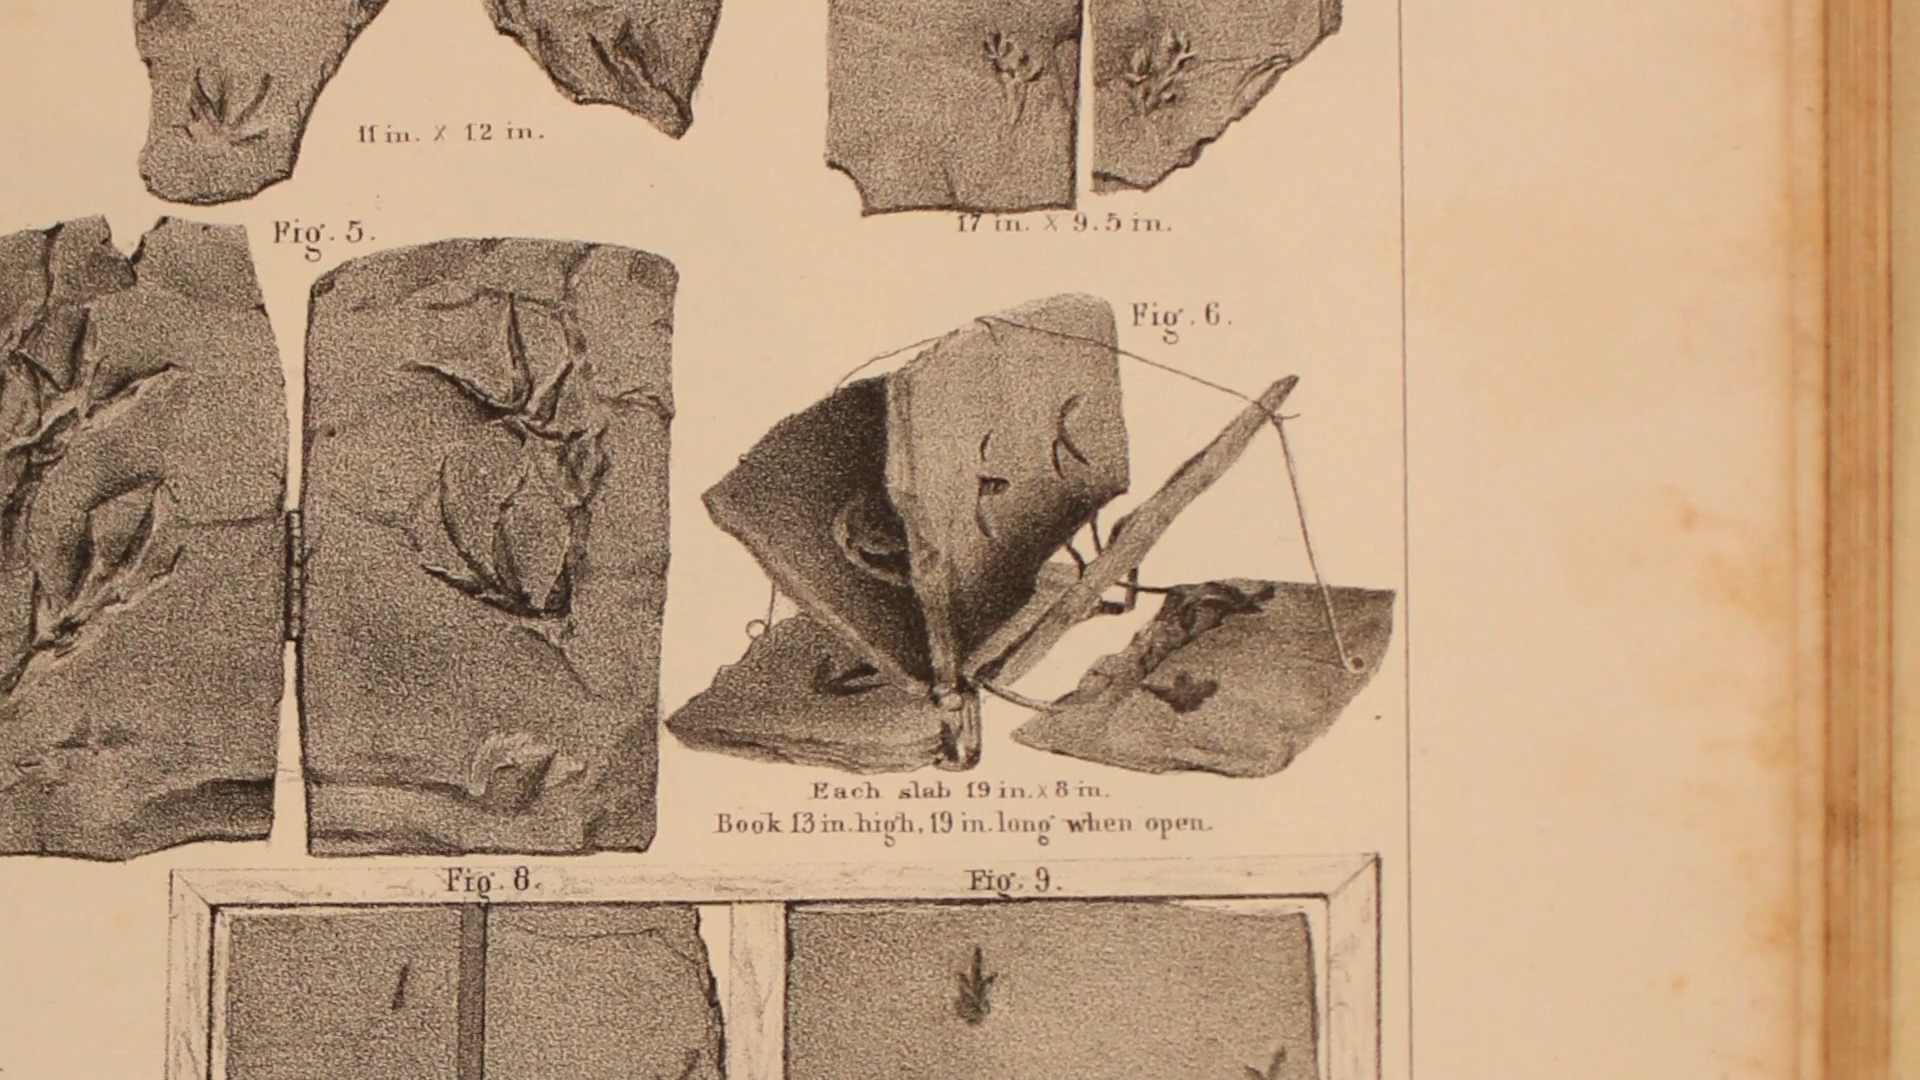 11 in. X 12 in.
17 in. X 9.5 in.
Fig. 5.
Fig. 6.
Each slab 19 in. x 8 in.
Book 13 in. high, 19 in. long when open.
Fig. 8.
Fig. 9.